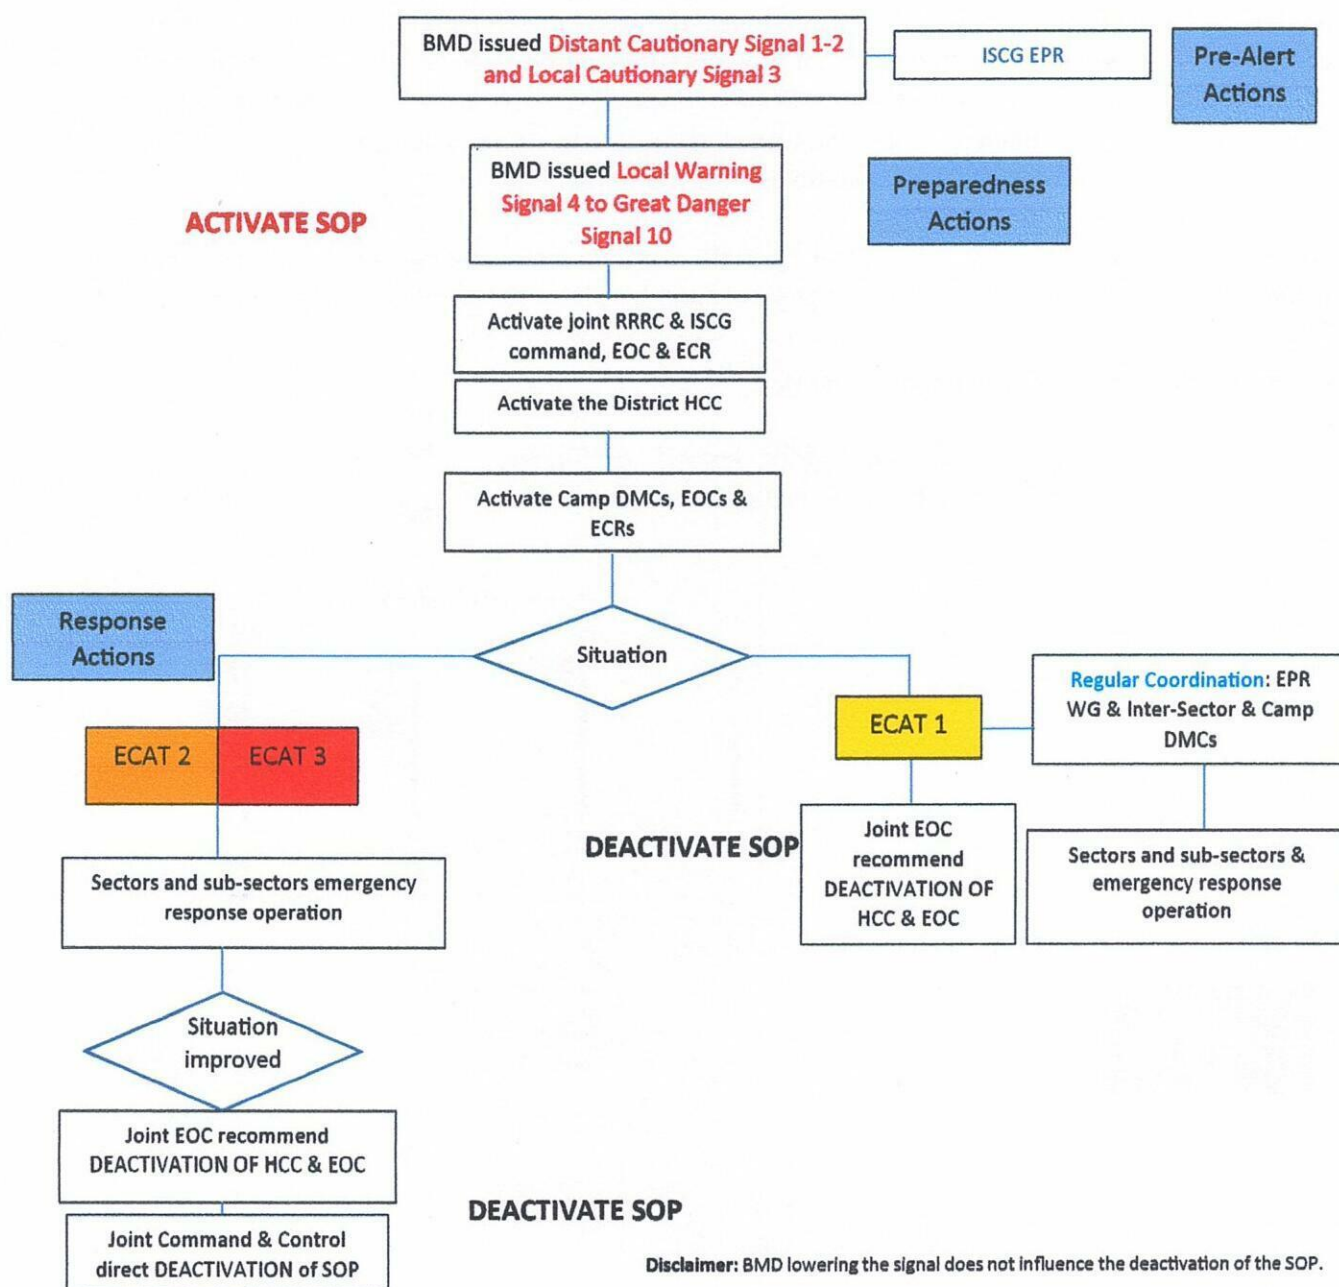 BMD issued Distant Cautionary Signal 1-2
and Local Cautionary Signal 3
ISCG EPR
Pre-Alert
Actions
BMD issued Local Warning
Signal 4 to Great Danger
Signal 10
Preparedness
Actions
ACTIVATE SOP
Activate joint RRRC & ISCG
command, EOC & ECR
Activate the District HCC
Activate Camp DMCs, EOCs &
ECRs
Response
Actions
Situation
Regular Coordination: EPR
WG & Inter-Sector & Camp
DMCs
ECAT 1
ECAT 2
ECAT 3
DEACTIVATE SOP
Joint EOC
recommend
DEACTIVATION OF
HCC & EOC
Sectors and sub-sectors &
emergency response
operation
Sectors and sub-sectors emergency
response operation
Situation
improved
Joint EOC recommend
DEACTIVATION OF HCC & EOC
DEACTIVATE SOP
Joint Command & Control
direct DEACTIVATION of SOP
Disclaimer: BMD lowering the signal does not influence the deactivation of the SOP.